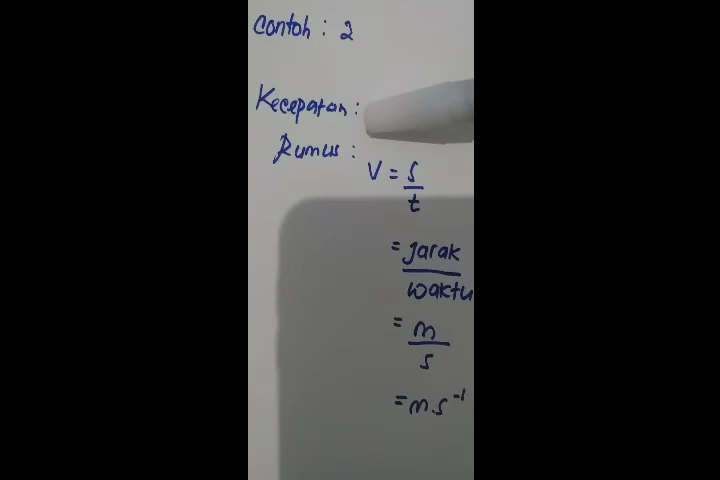 Contoh : 2
Kecepatan :
Rumus :
V = s
t
= Jarak
waktu
= m
s
= m.s⁻¹